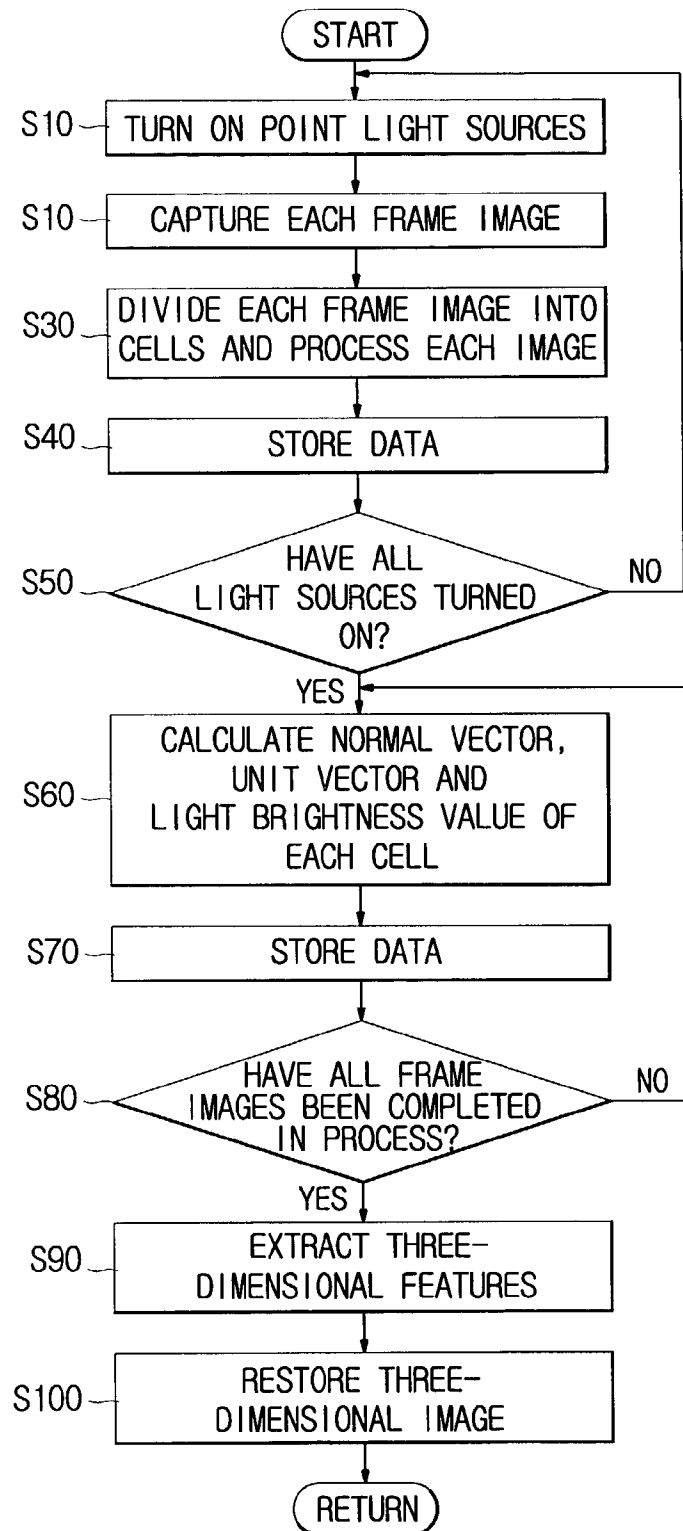 START
S10
TURN ON POINT LIGHT SOURCES
S10
CAPTURE EACH FRAME IMAGE
S30
DIVIDE EACH FRAME IMAGE INTO
CELLS AND PROCESS EACH IMAGE
S40
STORE DATA
S50
HAVE ALL
LIGHT SOURCES TURNED
ON?
NO
YES
S60
CALCULATE NORMAL VECTOR,
UNIT VECTOR AND
LIGHT BRIGHTNESS VALUE OF
EACH CELL
S70
STORE DATA
S80
HAVE ALL FRAME
IMAGES BEEN COMPLETED
IN PROCESS?
NO
YES
S90
EXTRACT THREE-
DIMENSIONAL FEATURES
S100
RESTORE THREE-
DIMENSIONAL IMAGE
RETURN